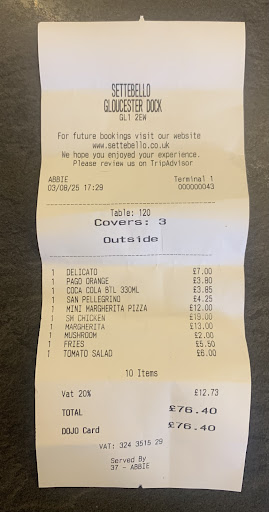 SETTEBELLO
GLOUCESTER DOCK
GL1 2EW
For future bookings visit our website
www.settebello.co.uk
We hope you enjoyed your experience.
Please review us on TripAdvisor
ABBIE Terminal 1
03/08/25 17:29 000000043
Table: 120
Covers: 3
Outside
1 DELICATO £7.00
1 PAGO ORANGE £3.80
1 COCA COLA BTL 330ML £3.85
1 SAN PELLEGRINO £4.25
1 MINI MARGHERITA PIZZA £12.00
1 SM CHICKEN £19.00
1 MARGHERITA £13.00
1 MUSHROOM £2.00
1 FRIES £5.50
1 TOMATO SALAD £6.00
10 Items
Vat 20% £12.73
TOTAL £76.40
DOJO Card £76.40
VAT: 324 3515 29
Served By
37 - ABBIE